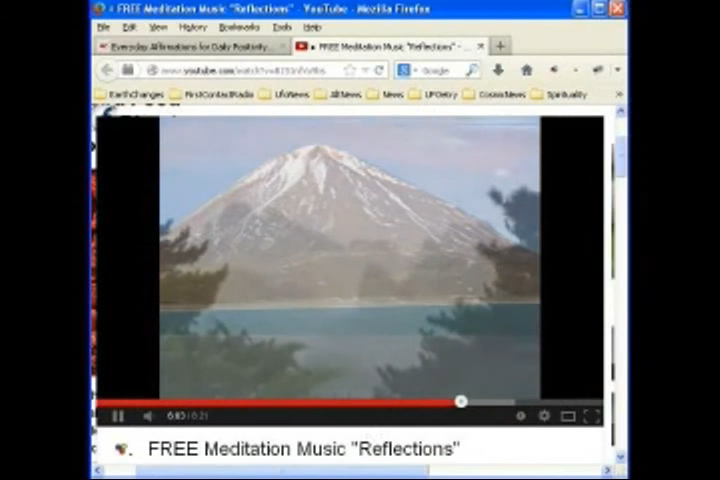 FREE Meditation Music "Reflections" - YouTube - Mozilla Firefox
File Edit View History Bookmarks Tools Help
Everyday Affirmations for Daily Positivity... FREE Meditation Music "Reflections" - ...
Google
EarthChanges FirstContactRadio UfoNews AltNews News CosmicNews Spirituality
FREE Meditation Music "Reflections"